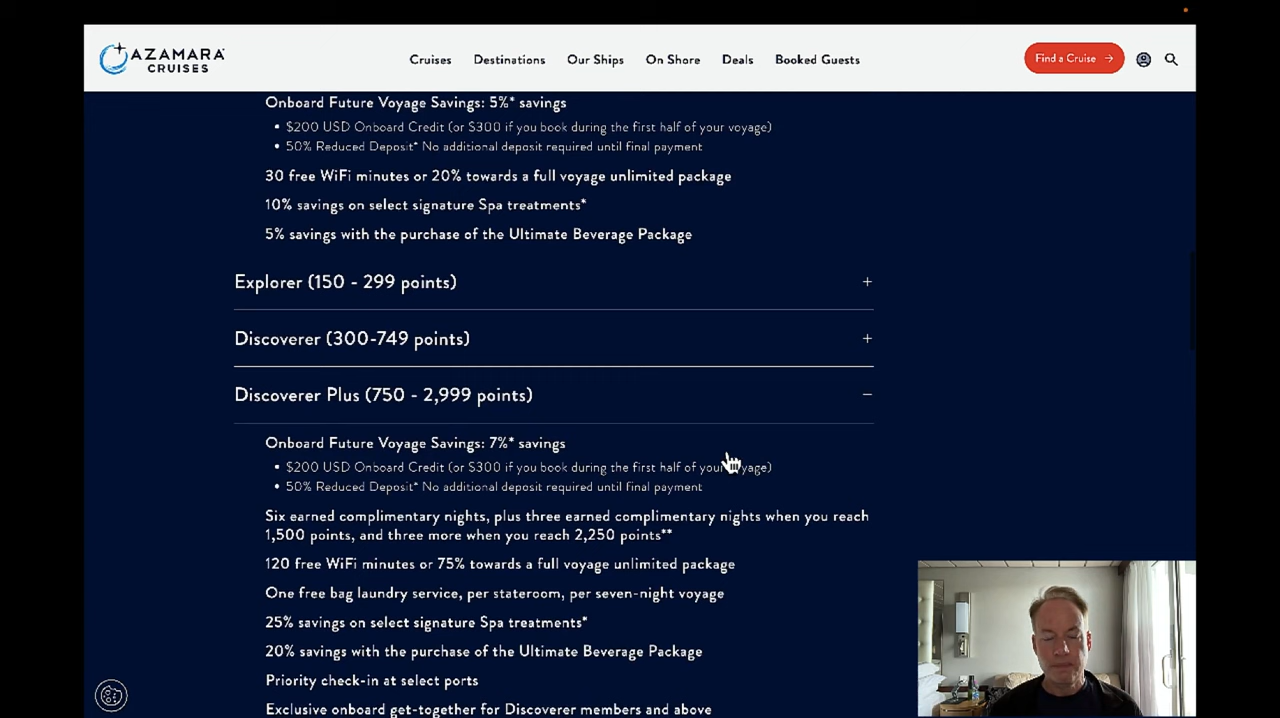 AZAMARA
CRUISES
Cruises Destinations Our Ships On Shore Deals Booked Guests
Find a Cruise →
Onboard Future Voyage Savings: 5%* savings
• $200 USD Onboard Credit (or $300 if you book during the first half of your voyage)
• 50% Reduced Deposit* No additional deposit required until final payment
30 free WiFi minutes or 20% towards a full voyage unlimited package
10% savings on select signature Spa treatments*
5% savings with the purchase of the Ultimate Beverage Package
Explorer (150 - 299 points) +
Discoverer (300-749 points) +
Discoverer Plus (750 - 2,999 points) −
Onboard Future Voyage Savings: 7%* savings
• $200 USD Onboard Credit (or $300 if you book during the first half of your voyage)
• 50% Reduced Deposit* No additional deposit required until final payment
Six earned complimentary nights, plus three earned complimentary nights when you reach
1,500 points, and three more when you reach 2,250 points**
120 free WiFi minutes or 75% towards a full voyage unlimited package
One free bag laundry service, per stateroom, per seven-night voyage
25% savings on select signature Spa treatments*
20% savings with the purchase of the Ultimate Beverage Package
Priority check-in at select ports
Exclusive onboard get-together for Discoverer members and above